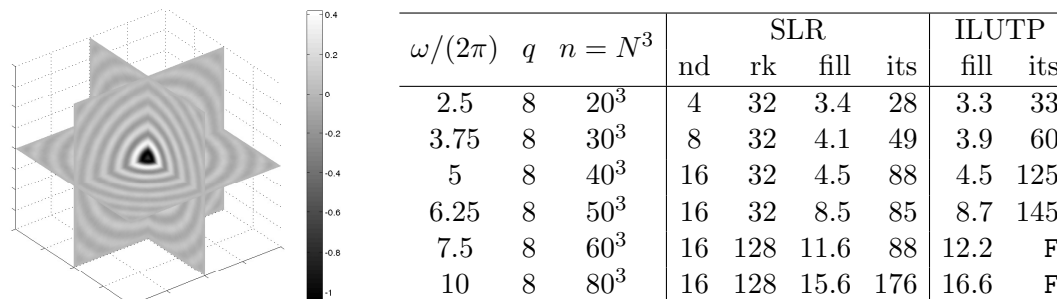 0.4
0.2
0
-0.2
-0.4
-0.6
-0.8
-1
SLR ILUTP
ω/(2π) q n = N³
nd rk fill its fill its
2.5 8 20³ 4 32 3.4 28 3.3 33
3.75 8 30³ 8 32 4.1 49 3.9 60
5 8 40³ 16 32 4.5 88 4.5 125
6.25 8 50³ 16 32 8.5 85 8.7 145
7.5 8 60³ 16 128 11.6 88 12.2 F
10 8 80³ 16 128 15.6 176 16.6 F